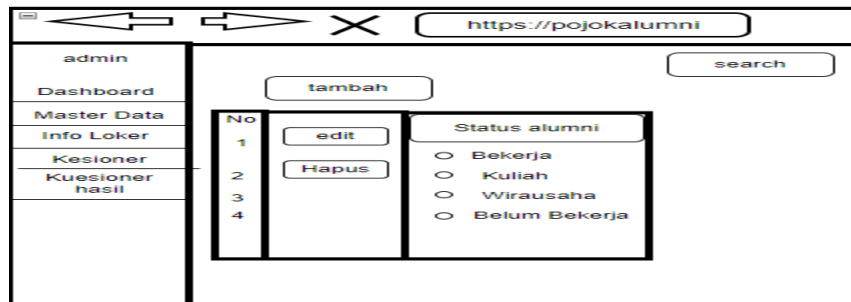 https://pojokalumni
admin
search
Dashboard
tambah
Master Data
Info Loker
Kesioner
Kuesioner
hasil
No
1
2
3
4
edit
Hapus
Status alumni
Bekerja
Kuliah
Wirausaha
Belum Bekerja